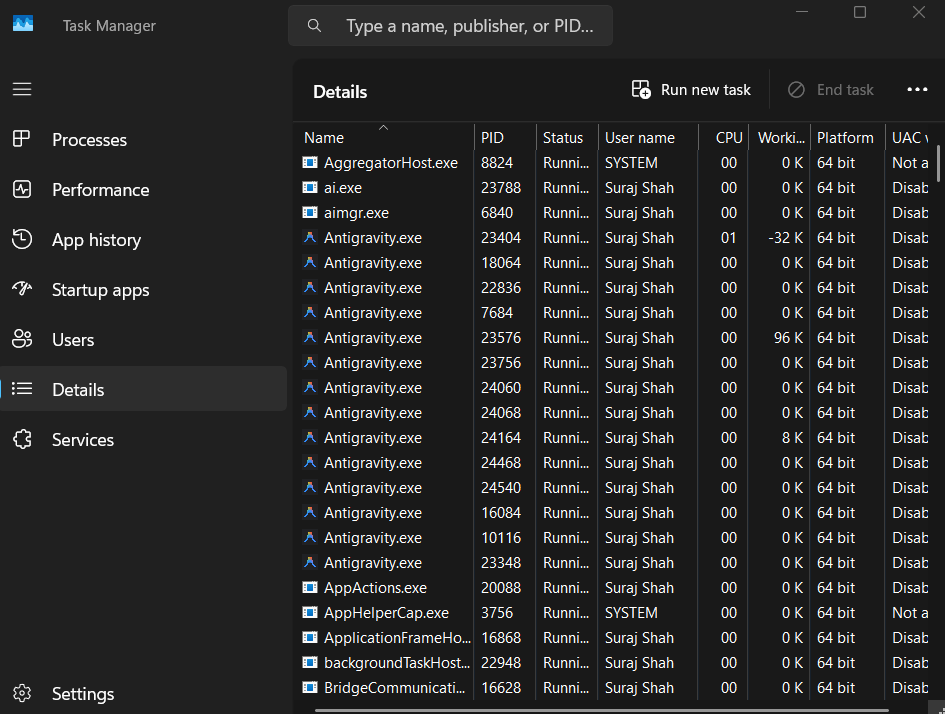 Task Manager
Type a name, publisher, or PID...
Processes
Performance
App history
Startup apps
Users
Details
Services
Settings
Details Run new task End task
Name PID Status User name CPU Worki... Platform UAC v
AggregatorHost.exe 8824 Runni... SYSTEM 00 0 K 64 bit Not a
ai.exe 23788 Runni... Suraj Shah 00 0 K 64 bit Disab
aimgr.exe 6840 Runni... Suraj Shah 00 0 K 64 bit Disab
Antigravity.exe 23404 Runni... Suraj Shah 01 -32 K 64 bit Disab
Antigravity.exe 18064 Runni... Suraj Shah 00 0 K 64 bit Disab
Antigravity.exe 22836 Runni... Suraj Shah 00 0 K 64 bit Disab
Antigravity.exe 7684 Runni... Suraj Shah 00 0 K 64 bit Disab
Antigravity.exe 23576 Runni... Suraj Shah 00 96 K 64 bit Disab
Antigravity.exe 23756 Runni... Suraj Shah 00 0 K 64 bit Disab
Antigravity.exe 24060 Runni... Suraj Shah 00 0 K 64 bit Disab
Antigravity.exe 24068 Runni... Suraj Shah 00 0 K 64 bit Disab
Antigravity.exe 24164 Runni... Suraj Shah 00 8 K 64 bit Disab
Antigravity.exe 24468 Runni... Suraj Shah 00 0 K 64 bit Disab
Antigravity.exe 24540 Runni... Suraj Shah 00 0 K 64 bit Disab
Antigravity.exe 16084 Runni... Suraj Shah 00 0 K 64 bit Disab
Antigravity.exe 10116 Runni... Suraj Shah 00 0 K 64 bit Disab
Antigravity.exe 23348 Runni... Suraj Shah 00 0 K 64 bit Disab
AppActions.exe 20088 Runni... Suraj Shah 00 0 K 64 bit Disab
AppHelperCap.exe 3756 Runni... SYSTEM 00 0 K 64 bit Not a
ApplicationFrameHo... 16868 Runni... Suraj Shah 00 0 K 64 bit Disab
backgroundTaskHost... 22948 Runni... Suraj Shah 00 0 K 64 bit Disab
BridgeCommunicati... 16628 Runni... Suraj Shah 00 0 K 64 bit Disab